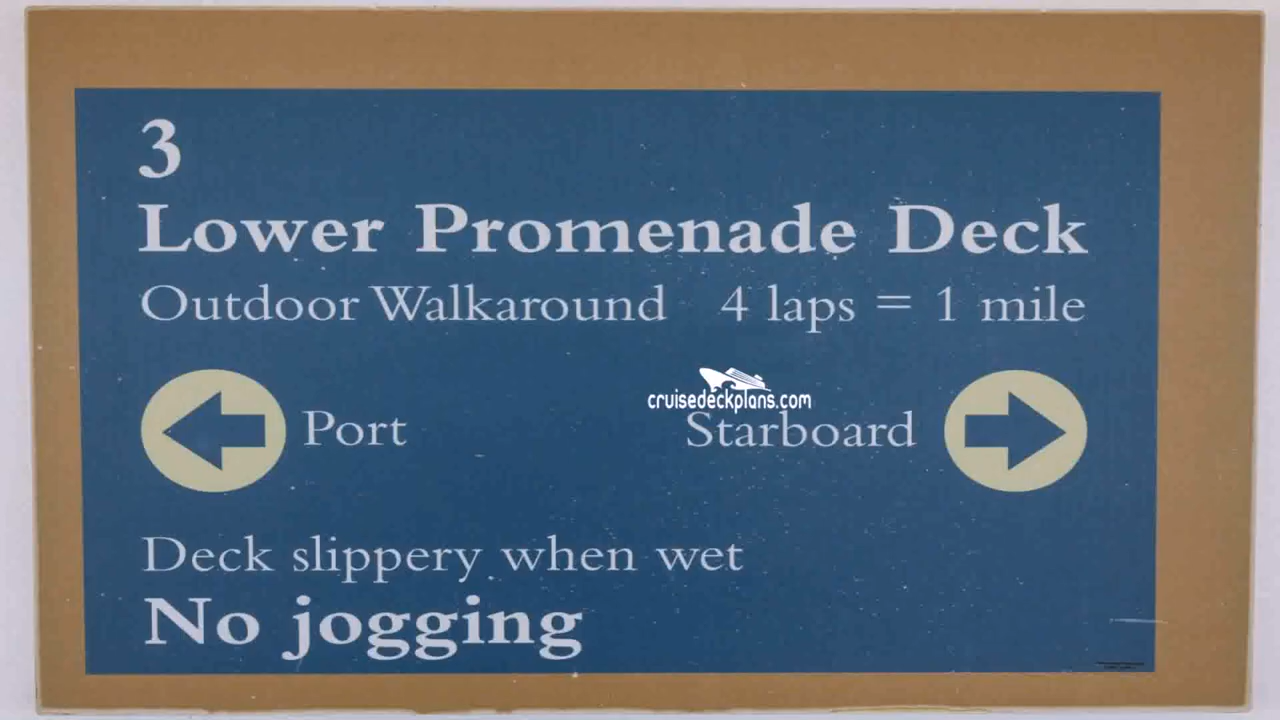 3
Lower Promenade Deck
Outdoor Walkaround 4 laps = 1 mile
cruisedeckplans.com
Port Starboard
Deck slippery when wet
No jogging